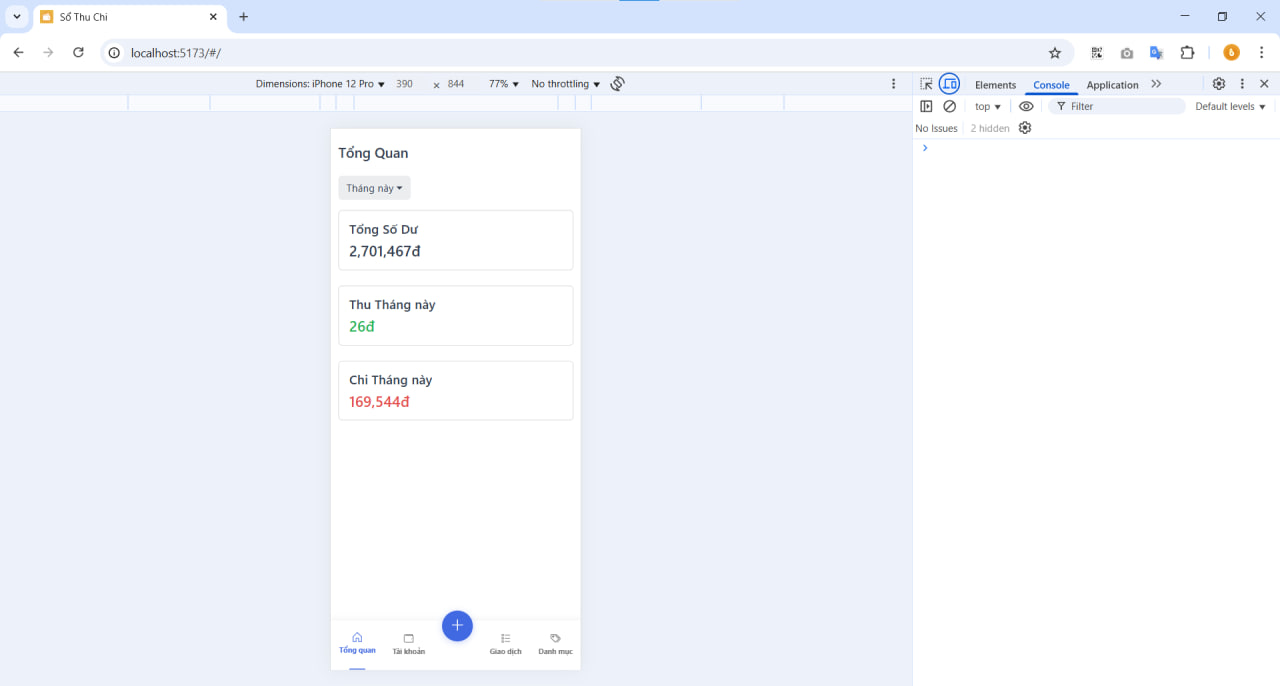 Sổ Thu Chi
localhost:5173/#/
Dimensions: iPhone 12 Pro 390 × 844 77% No throttling
Elements Console Application
top Filter Default levels
No Issues 2 hidden
Tổng Quan
Tháng này
Tổng Số Dư
2,701,467đ
Thu Tháng này
26đ
Chi Tháng này
169,544đ
Tổng quan Tài khoản Giao dịch Danh mục